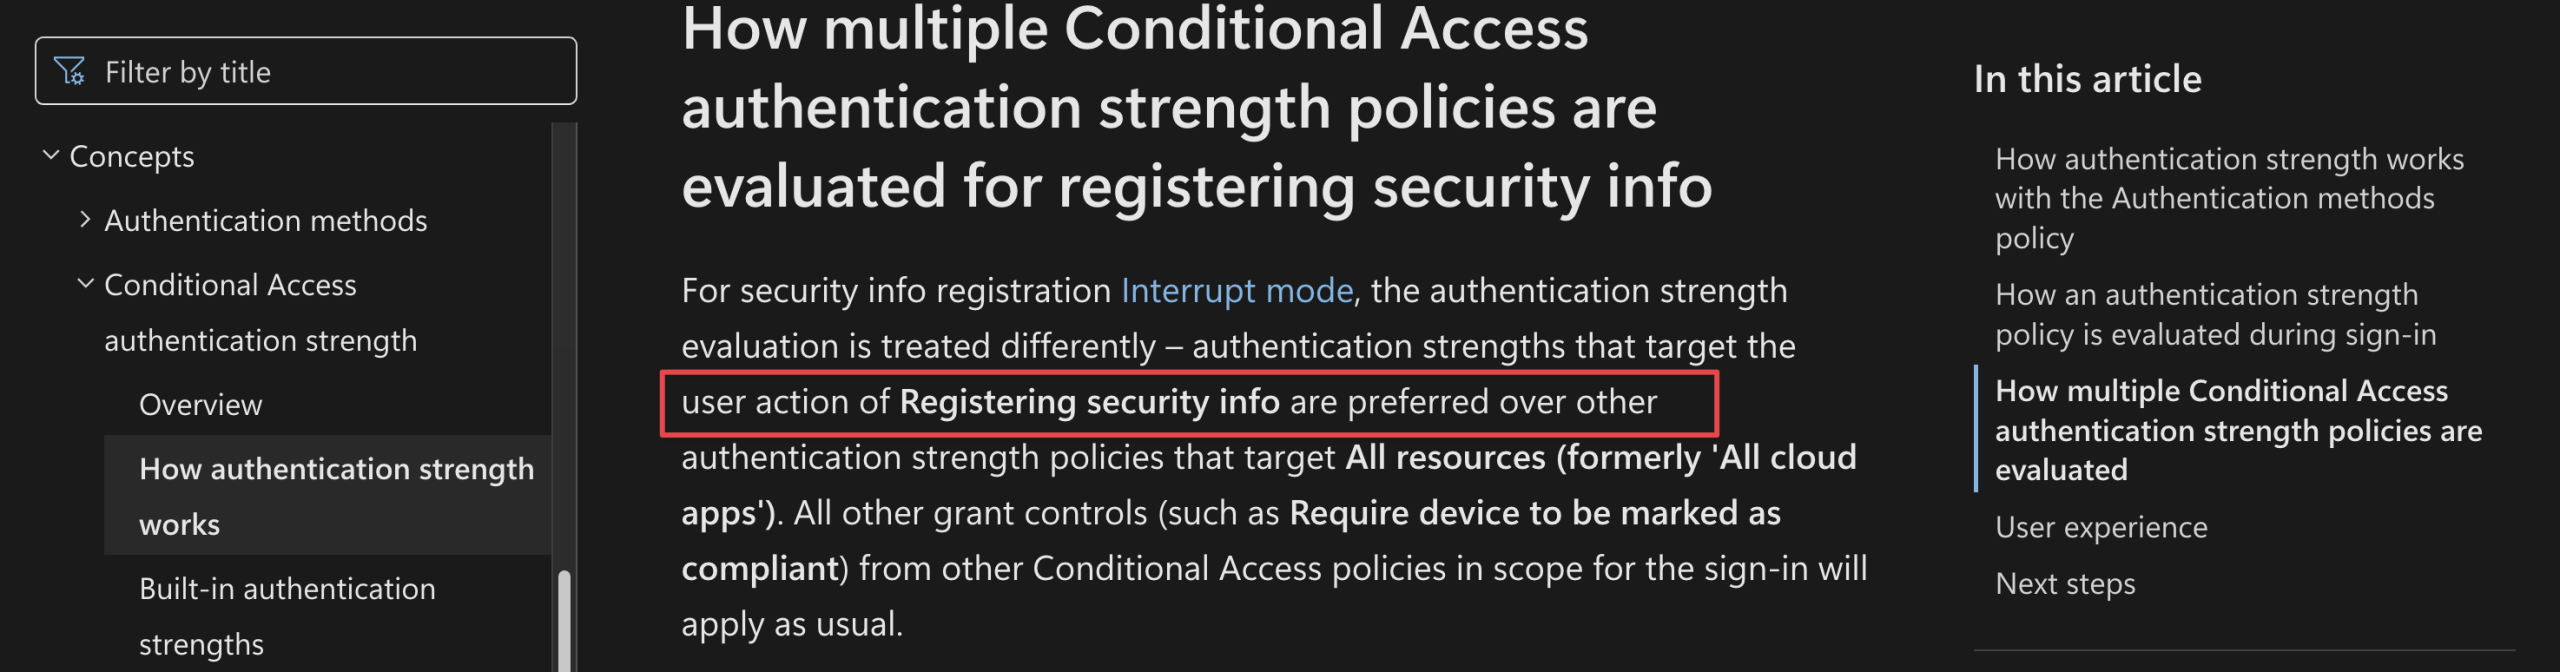 Filter by title
Concepts
Authentication methods
Conditional Access
authentication strength
Overview
How authentication strength
works
Built-in authentication
strengths
How multiple Conditional Access
authentication strength policies are
evaluated for registering security info
For security info registration Interrupt mode, the authentication strength
evaluation is treated differently – authentication strengths that target the
user action of Registering security info are preferred over other
authentication strength policies that target All resources (formerly 'All cloud
apps'). All other grant controls (such as Require device to be marked as
compliant) from other Conditional Access policies in scope for the sign-in will
apply as usual.
In this article
How authentication strength works
with the Authentication methods
policy
How an authentication strength
policy is evaluated during sign-in
How multiple Conditional Access
authentication strength policies are
evaluated
User experience
Next steps